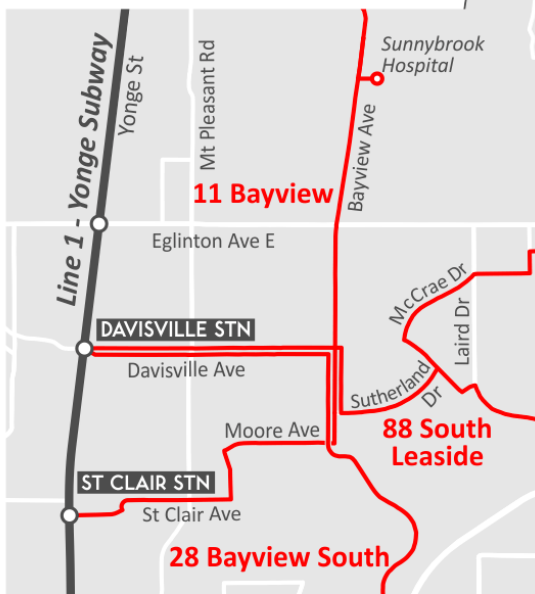 Sunnybrook
Hospital
Line 1 - Yonge Subway
Yonge St
Mt Pleasant Rd
Bayview Ave
11 Bayview
Eglinton Ave E
McCrae Dr
Laird Dr
DAVISVILLE STN
Davisville Ave
Sutherland
Dr
Moore Ave
88 South
Leaside
ST CLAIR STN
St Clair Ave
28 Bayview South